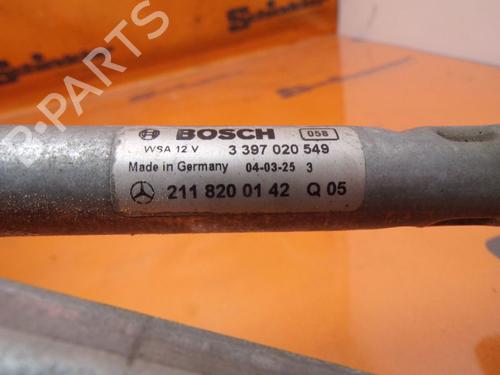 BOSCH 058
WSA 12 V 3 397 020 549
Made in Germany 04-03-25 3
211 820 01 42 Q 05
B-PARTS